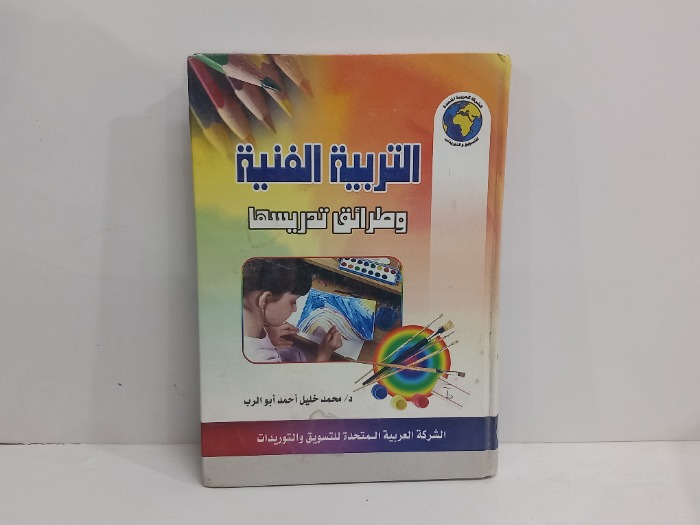 التربية الفنية
وطرائق تدريسها
د/ محمد خليل أحمد أبو الرب
الشركة العربية المتحدة للتسويق والتوريدات